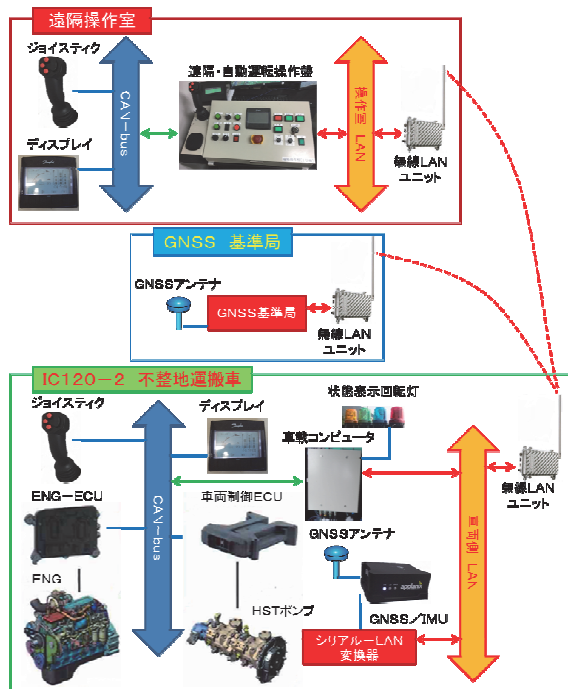 遠隔操作室
ジョイスティク
CAN-bus
遠隔・自動運転操作盤
操作室 LAN
ディスプレイ
無線LAN
ユニット
GNSS 基準局
GNSSアンテナ
GNSS基準局
無線LAN
ユニット
IC120-2 不整地運搬車
ジョイスティク
ディスプレイ
状態表示回転灯
車載コンピュータ
CAN-bus
ENG-ECU
車両制御ECU
無線LAN
ユニット
GNSSアンテナ
車両側 LAN
ENG
HSTポンプ
GNSS/IMU
シリアル-LAN
変換器